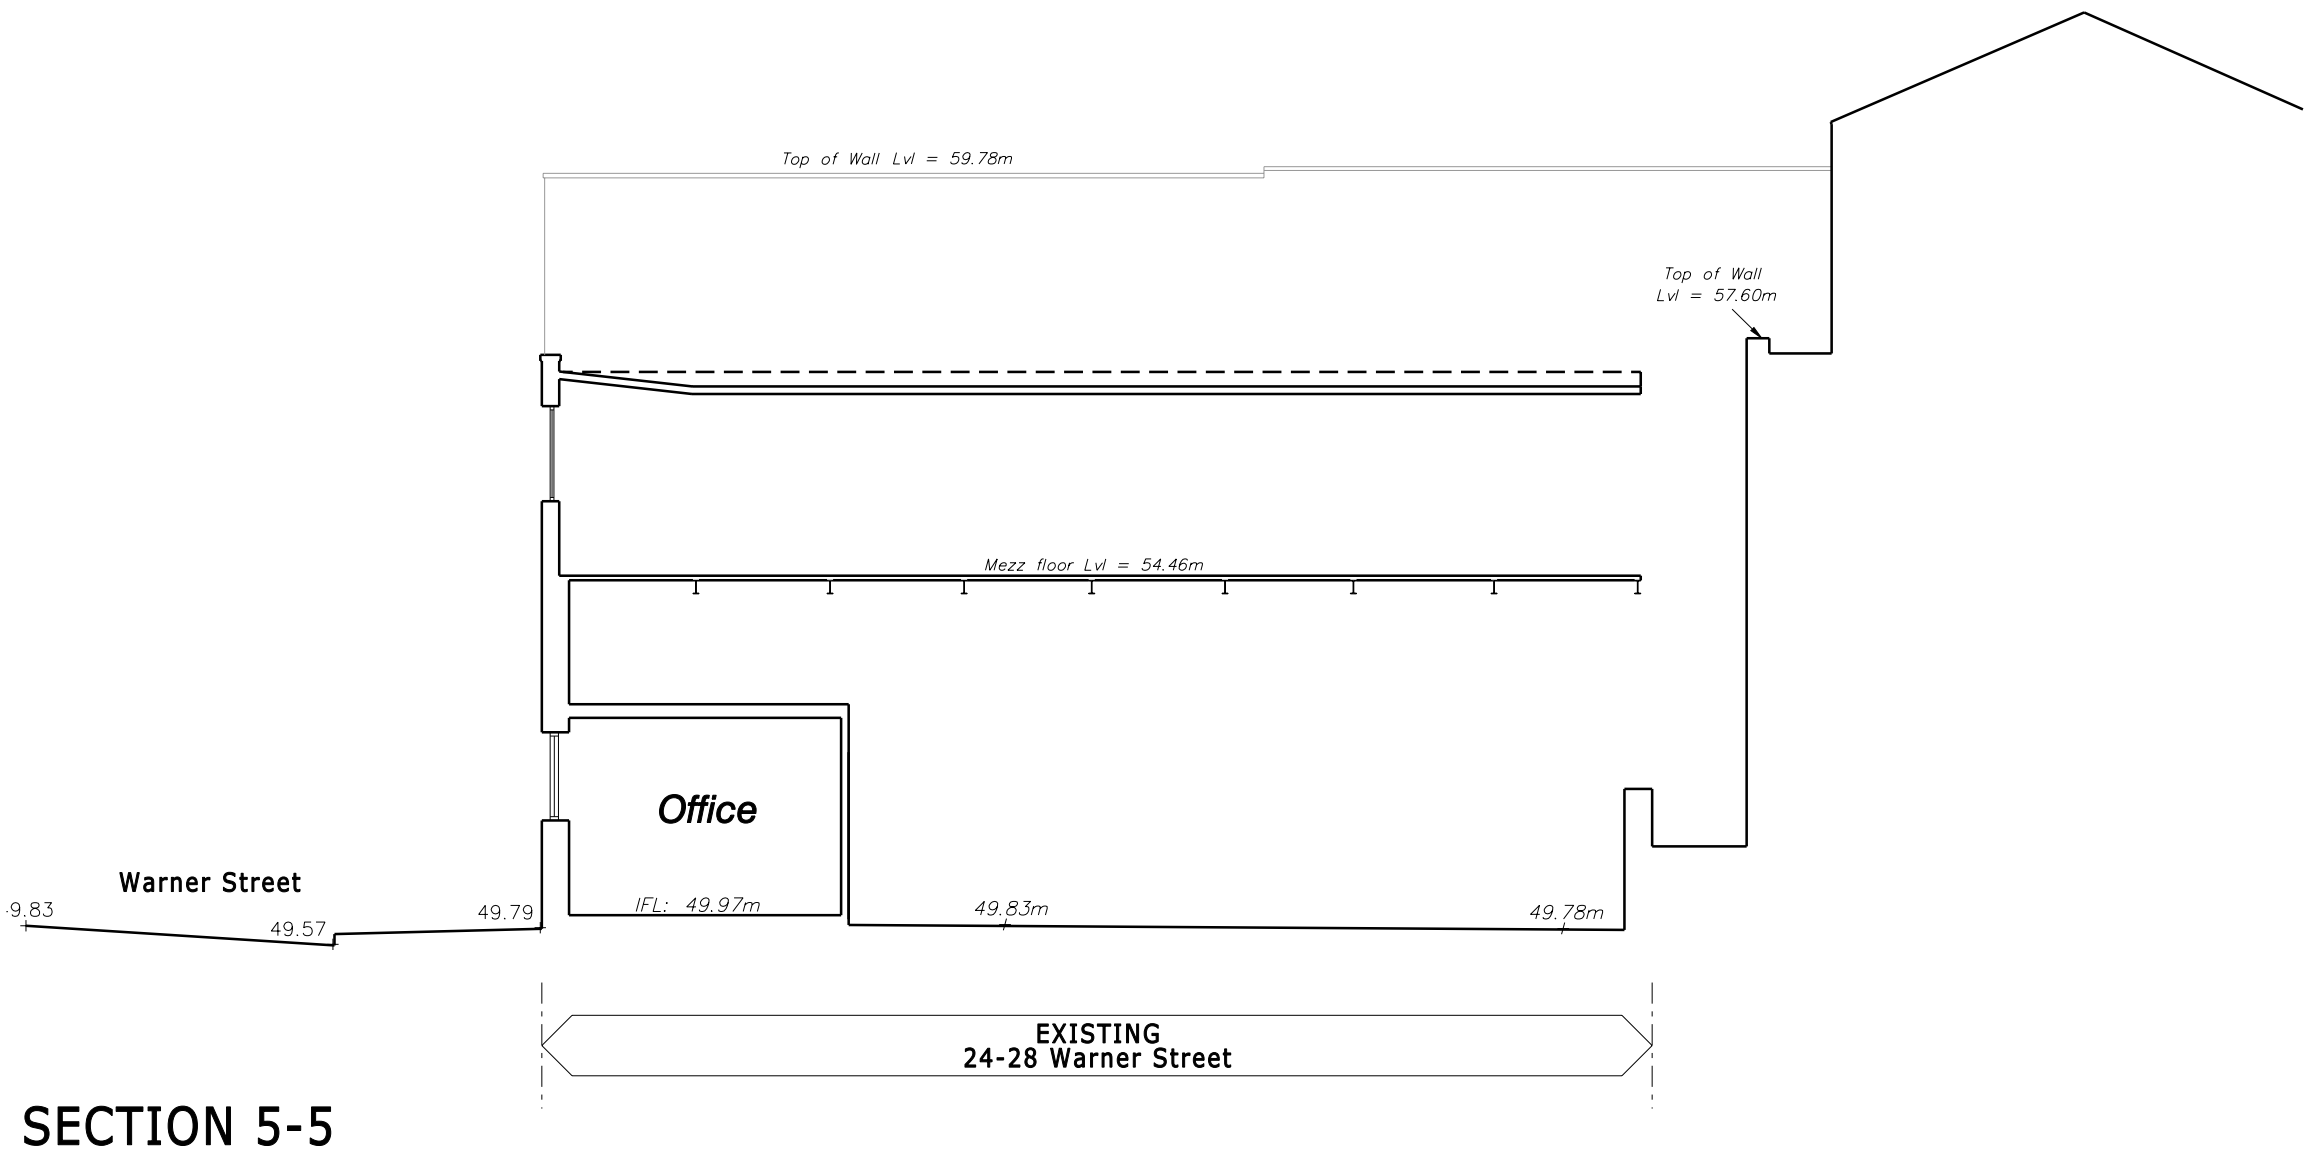 Top of Wall Lvl = 59.78m
Top of Wall
Lvl = 57.60m
Mezz floor Lvl = 54.46m
Office
Warner Street
9.83
49.57
49.79
IFL: 49.97m
49.83m
49.78m
EXISTING
24-28 Warner Street
SECTION 5-5